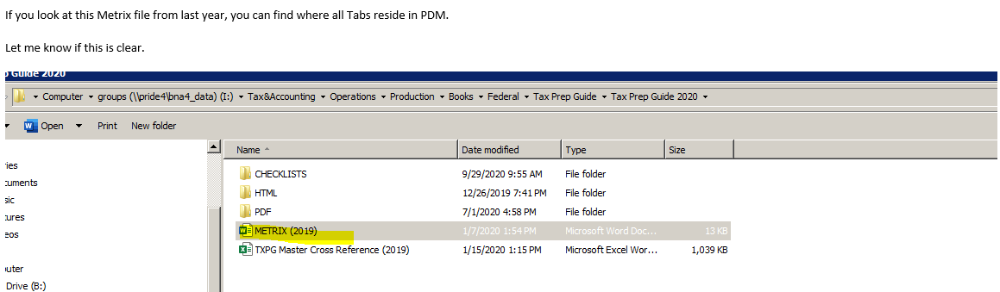 If you look at this Metrix file from last year, you can find where all Tabs reside in PDM.
Let me know if this is clear.
Guide 2020
Computer groups (\\pride4\bna4_data) (I:) Tax&Accounting Operations Production Books Federal Tax Prep Guide Tax Prep Guide 2020
Open Print New folder
Name Date modified Type Size
CHECKLISTS 9/29/2020 9:55 AM File folder
ries
HTML 12/26/2019 7:41 PM File folder
cuments
sic
PDF 7/1/2020 4:58 PM File folder
tures
METRIX (2019) 1/7/2020 1:54 PM Microsoft Word Doc... 13 KB
eos
TXPG Master Cross Reference (2019) 1/15/2020 1:15 PM Microsoft Excel Wor... 1,039 KB
puter
Drive (B:)